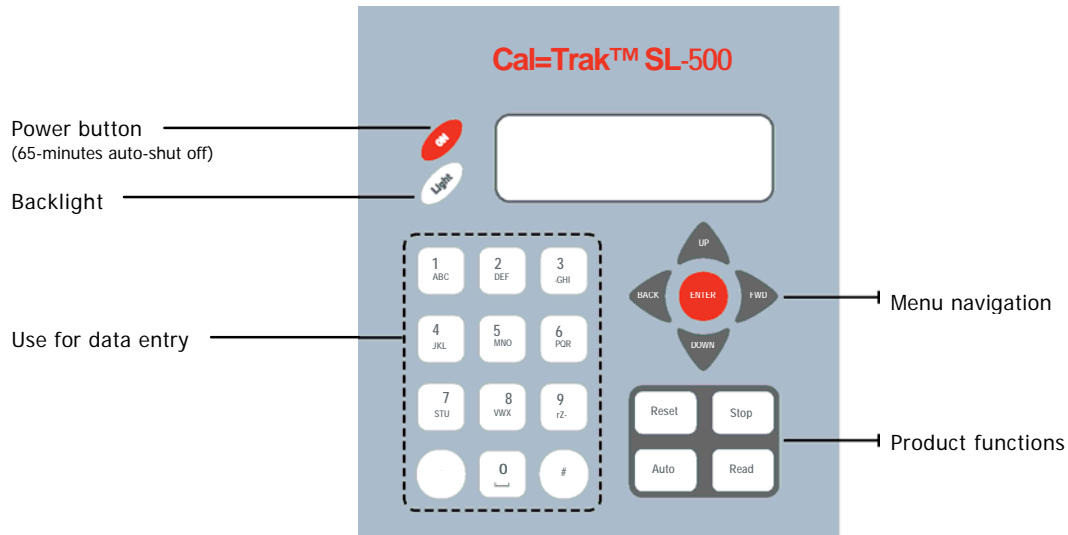 Cal=Trak™ SL-500
Power button
(65-minutes auto-shut off)
ON
Light
Backlight
UP
BACK
ENTER
FWD
DOWN
Menu navigation
1
ABC
2
DEF
3
.GHI
4
JKL
5
MNO
6
PQR
Use for data entry
7
STU
8
VWX
9
rZ-
0
#
Reset
Stop
Auto
Read
Product functions